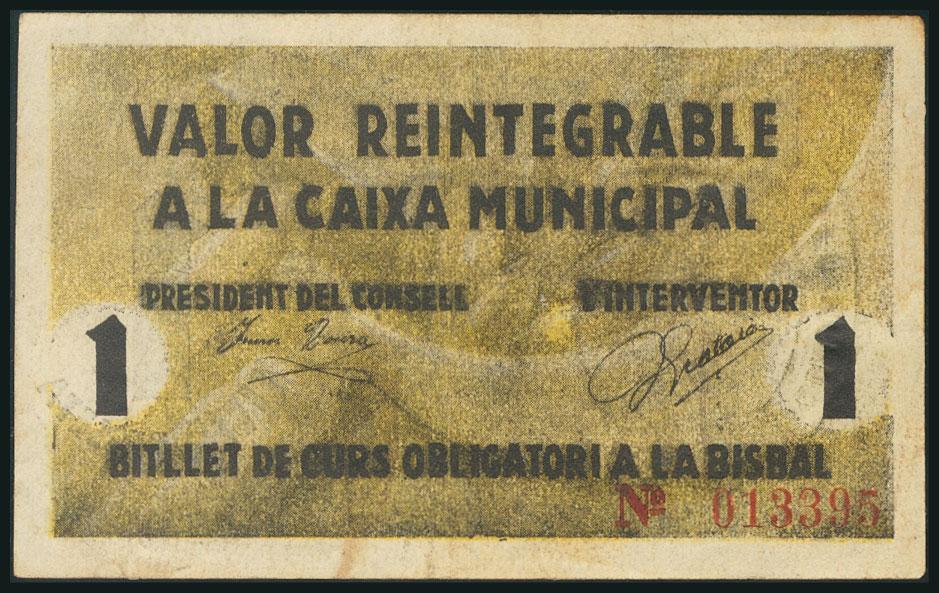 VALOR REINTEGRABLE
A LA CAIXA MUNICIPAL
PRESIDENT DEL CONSELL L'INTERVENTOR
1 1
BITLLET DE CURS OBLIGATORI A LA BISBAL
Nº 013395